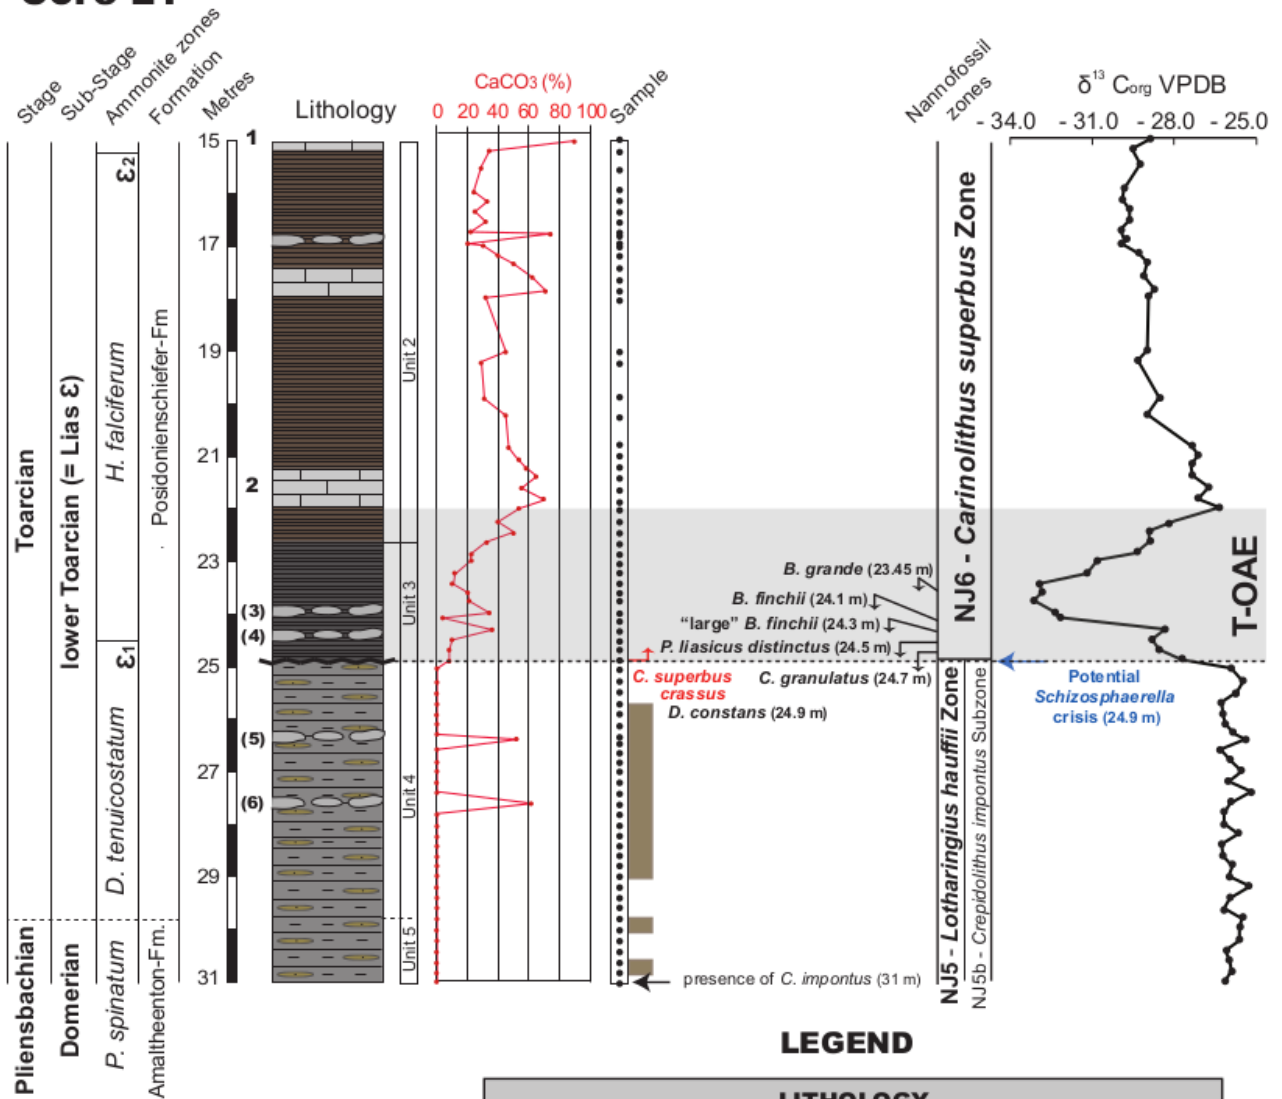 Stage
Sub-Stage
Ammonite zones
Formation
Metres
Lithology
CaCO3 (%)
0 20 40 60 80 100
Sample
Nannofossil
zones
δ13 Corg VPDB
- 34.0 - 31.0 - 28.0 - 25.0
15
17
19
21
23
25
27
29
31
1
2
(3)
(4)
(5)
(6)
Toarcian
Pliensbachian
lower Toarcian (= Lias Ɛ)
Domerian
Ɛ2
H. falciferum
Ɛ1
D. tenuicostatum
P. spinatum
Posidonienschiefer-Fm
Amaltheenton-Fm.
Unit 2
Unit 3
Unit 4
Unit 5
B. grande (23.45 m)
B. finchii (24.1 m)
“large” B. finchii (24.3 m)
P. liasicus distinctus (24.5 m)
C. superbus
crassus
C. granulatus (24.7 m)
D. constans (24.9 m)
presence of C. impontus (31 m)
NJ6 - Carinolithus superbus Zone
NJ5 - Lotharingius hauffii Zone
NJ5b - Crepidolithus impontus Subzone
T-OAE
Potential
Schizosphaerella
crisis (24.9 m)
LEGEND